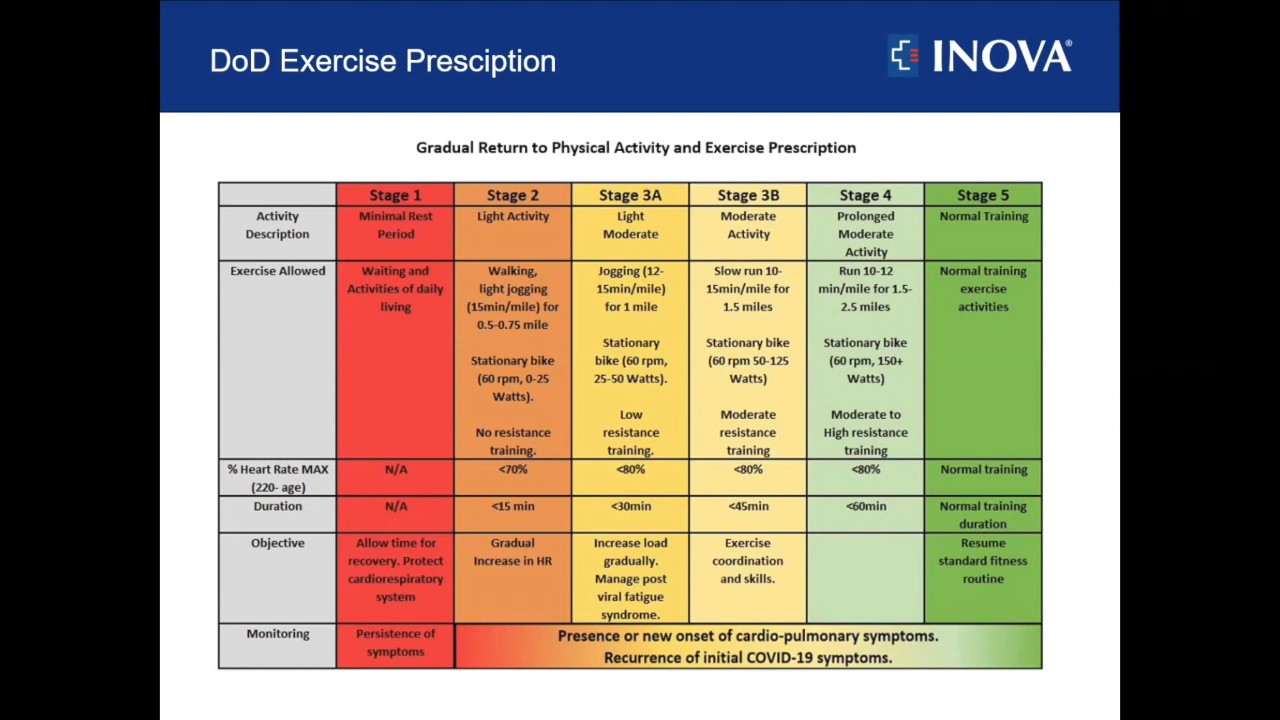 DoD Exercise Presciption
INOVA®
Gradual Return to Physical Activity and Exercise Prescription
Stage 1
Stage 2
Stage 3A
Stage 3B
Stage 4
Stage 5
Activity
Description
Minimal Rest
Period
Light Activity
Light
Moderate
Moderate
Activity
Prolonged
Moderate
Activity
Normal Training
Exercise Allowed
Waiting and
Activities of daily
living
Walking,
light jogging
(15min/mile) for
0.5-0.75 mile
Stationary bike
(60 rpm, 0-25
Watts).
No resistance
training.
Jogging (12-
15min/mile)
for 1 mile
Stationary
bike (60 rpm,
25-50 Watts).
Low
resistance
training.
Slow run 10-
15min/mile for
1.5 miles
Stationary bike
(60 rpm 50-125
Watts)
Moderate
resistance
training
Run 10-12
min/mile for 1.5-
2.5 miles
Stationary bike
(60 rpm, 150+
Watts)
Moderate to
High resistance
training
Normal training
exercise
activities
% Heart Rate MAX
(220- age)
N/A
<70%
<80%
<80%
<80%
Normal training
Duration
N/A
<15 min
<30min
<45min
<60min
Normal training
duration
Objective
Allow time for
recovery. Protect
cardiorespiratory
system
Gradual
Increase in HR
Increase load
gradually.
Manage post
viral fatigue
syndrome.
Exercise
coordination
and skills.
Resume
standard fitness
routine
Monitoring
Persistence of
symptoms
Presence or new onset of cardio-pulmonary symptoms.
Recurrence of initial COVID-19 symptoms.